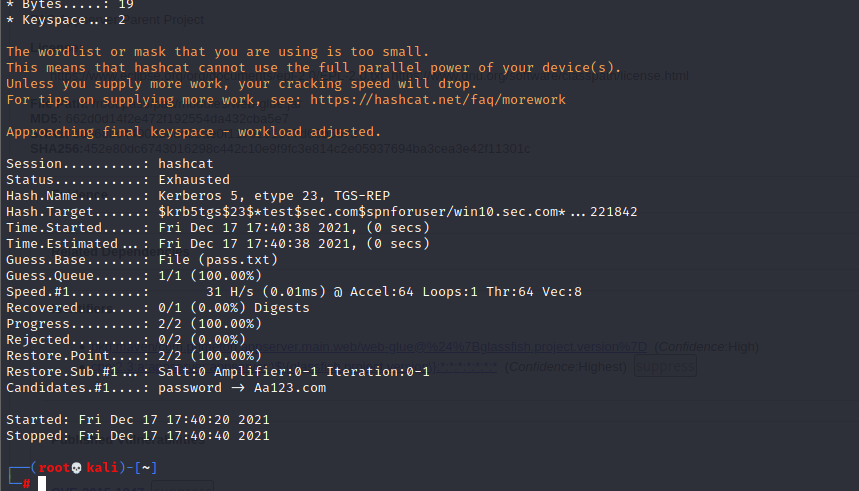 * Bytes.....: 19
Parent Project
* Keyspace..: 2
The wordlist or mask that you are using is too small.
This means that hashcat cannot use the full parallel power of your device(s).
Unless you supply more work, your cracking speed will drop.
For tips on supplying more work, see: https://hashcat.net/faq/morework
MD5:
Approaching final keyspace - workload adjusted.
SHA256:
Session..........: hashcat
Status...........: Exhausted
Hash.Name........: Kerberos 5, etype 23, TGS-REP
Hash.Target......: $krb5tgs$23$*test$sec.com$spnforuser/win10.sec.com*...221842
Time.Started.....: Fri Dec 17 17:40:38 2021, (0 secs)
Time.Estimated...: Fri Dec 17 17:40:38 2021, (0 secs)
Guess.Base.......: File (pass.txt)
Guess.Queue......: 1/1 (100.00%)
Speed.#1.........:       31 H/s (0.01ms) @ Accel:64 Loops:1 Thr:64 Vec:8
Recovered........: 0/1 (0.00%) Digests
Progress.........: 2/2 (100.00%)
Rejected.........: 0/2 (0.00%)
(Confidence:High)
Restore.Point....: 2/2 (100.00%)
(Confidence:Highest) suppress
Restore.Sub.#1...: Salt:0 Amplifier:0-1 Iteration:0-1
Candidates.#1....: password -> Aa123.com
Started: Fri Dec 17 17:40:20 2021
Stopped: Fri Dec 17 17:40:40 2021
┌──(root💀kali)-[~]
└─#